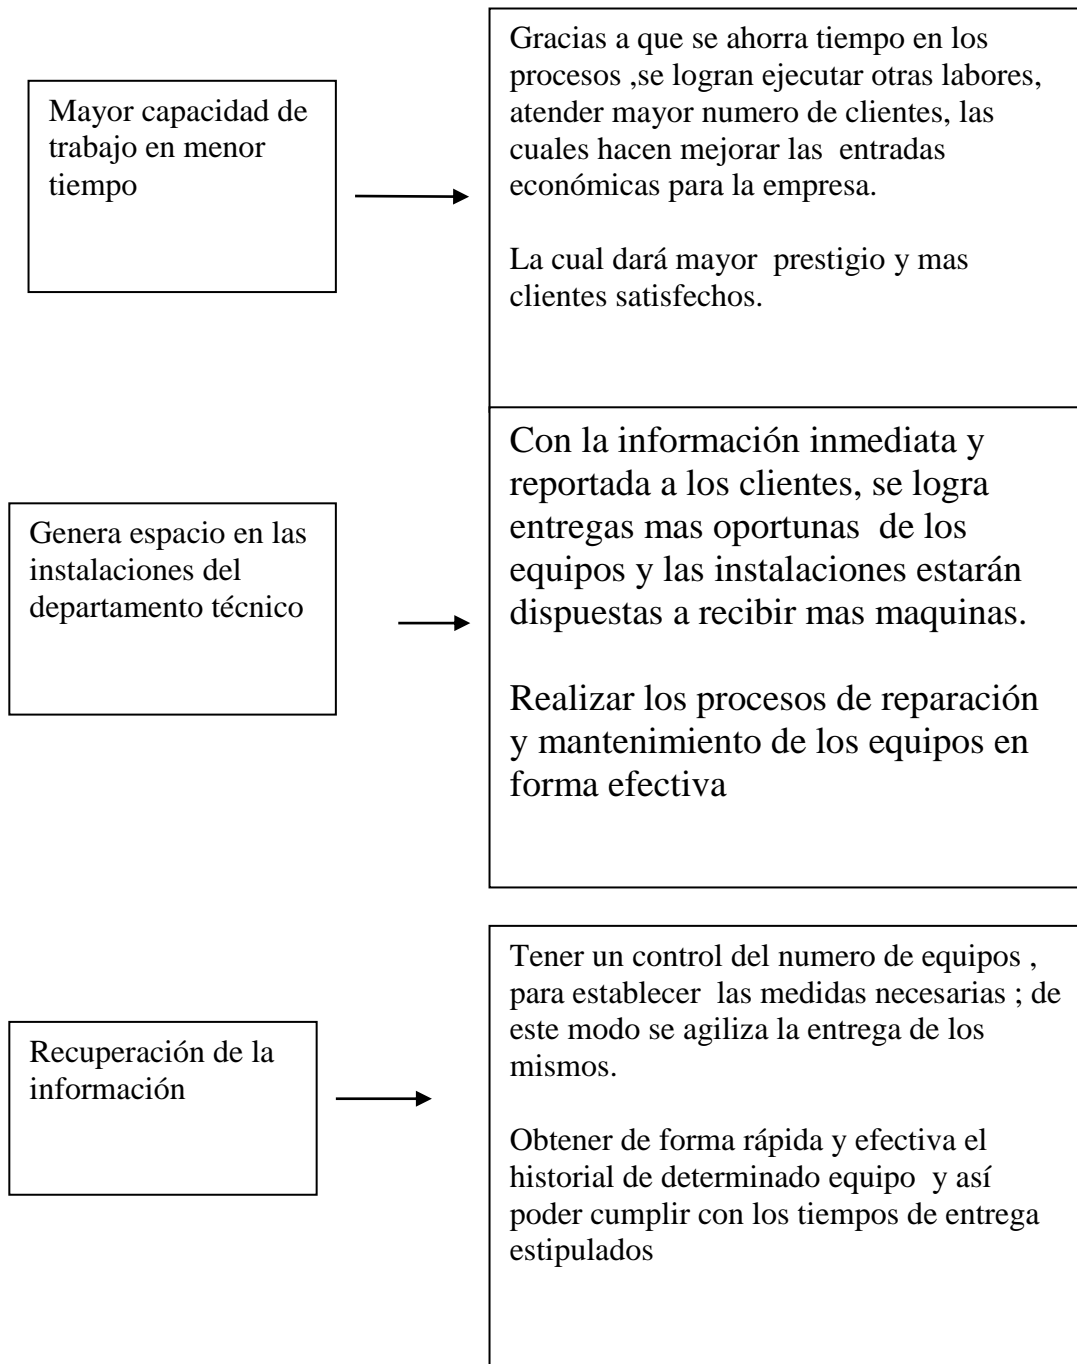 Mayor capacidad de
trabajo en menor
tiempo
Gracias a que se ahorra tiempo en los
procesos ,se logran ejecutar otras labores,
atender mayor numero de clientes, las
cuales hacen mejorar las entradas
económicas para la empresa.
La cual dará mayor prestigio y mas
clientes satisfechos.
Genera espacio en las
instalaciones del
departamento técnico
Con la información inmediata y
reportada a los clientes, se logra
entregas mas oportunas de los
equipos y las instalaciones estarán
dispuestas a recibir mas maquinas.
Realizar los procesos de reparación
y mantenimiento de los equipos en
forma efectiva
Recuperación de la
información
Tener un control del numero de equipos ,
para establecer las medidas necesarias ; de
este modo se agiliza la entrega de los
mismos.
Obtener de forma rápida y efectiva el
historial de determinado equipo y así
poder cumplir con los tiempos de entrega
estipulados